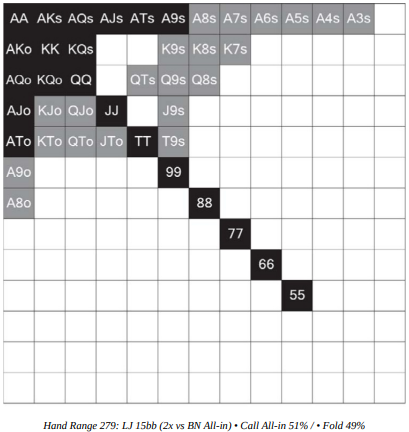 AA AKs AQs AJs ATs A9s A8s A7s A6s A5s A4s A3s
AKo KK KQs K9s K8s K7s
AQo KQo QQ QTs Q9s Q8s
AJo KJo QJo JJ J9s
ATo KTo QTo JTo TT T9s
A9o 99
A8o 88
77
66
55
Hand Range 279: LJ 15bb (2x vs BN All-in) • Call All-in 51% / • Fold 49%